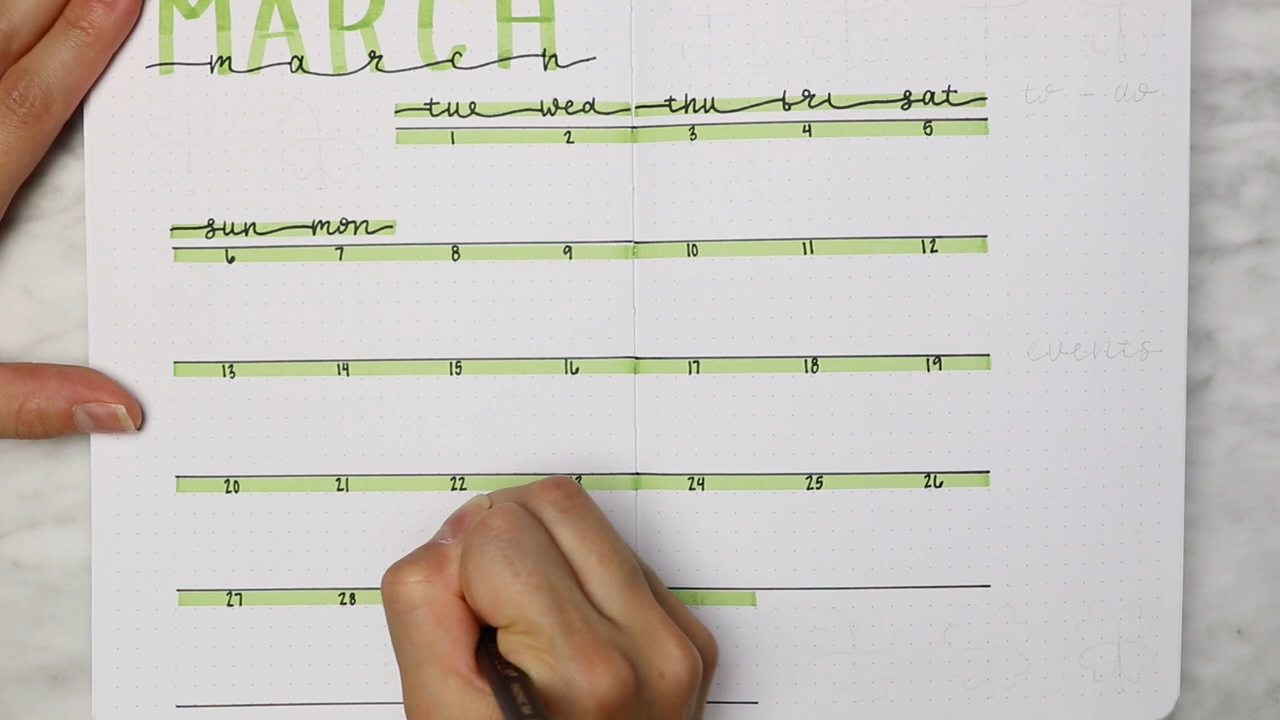 MARCH
march
tue wed thu fri sat
1 2 3 4 5
to-do
sun mon
6 7 8 9 10 11 12
events
13 14 15 16 17 18 19
20 21 22 24 25 26
27 28